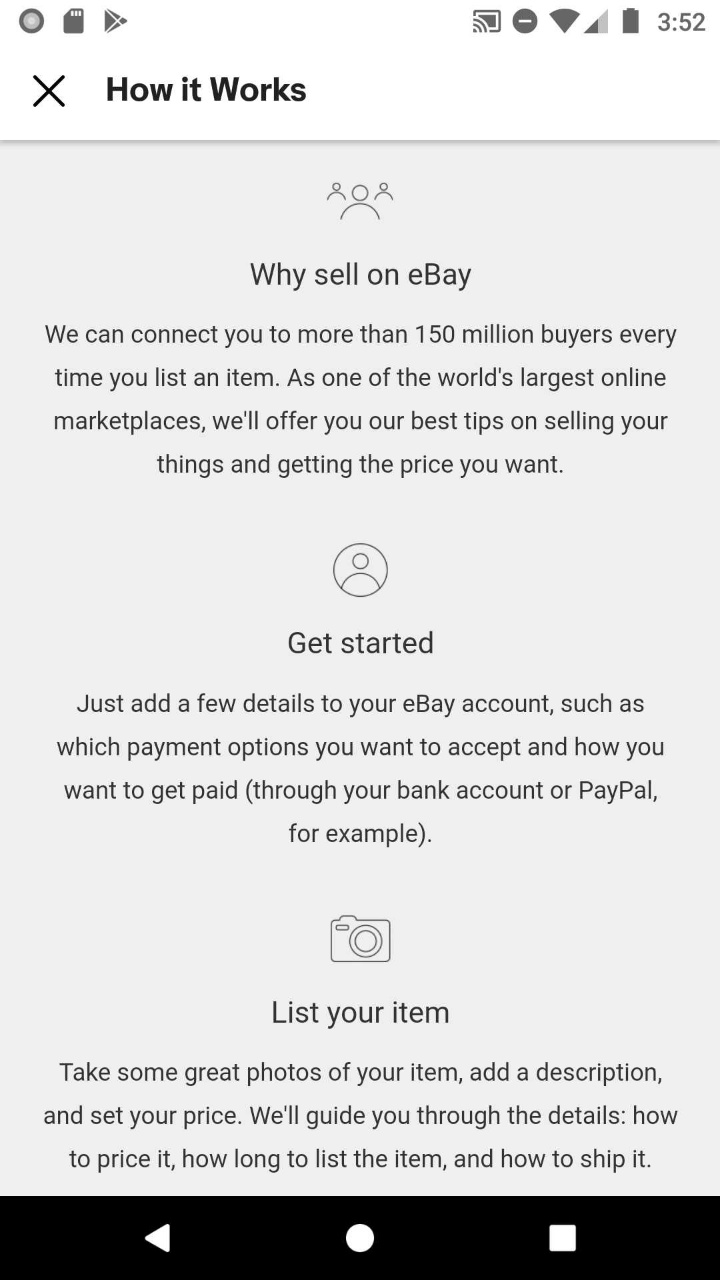 3:52
How it Works
Why sell on eBay
We can connect you to more than 150 million buyers every
time you list an item. As one of the world's largest online
marketplaces, we'll offer you our best tips on selling your
things and getting the price you want.
Get started
Just add a few details to your eBay account, such as
which payment options you want to accept and how you
want to get paid (through your bank account or PayPal,
for example).
List your item
Take some great photos of your item, add a description,
and set your price. We'll guide you through the details: how
to price it, how long to list the item, and how to ship it.